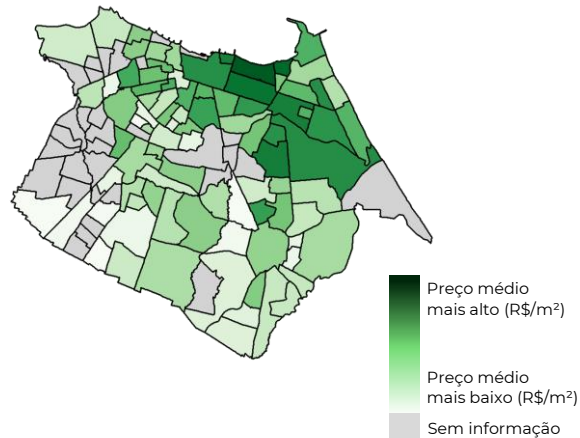 Preço médio
mais alto (R$/m²)
Preço médio
mais baixo (R$/m²)
Sem informação